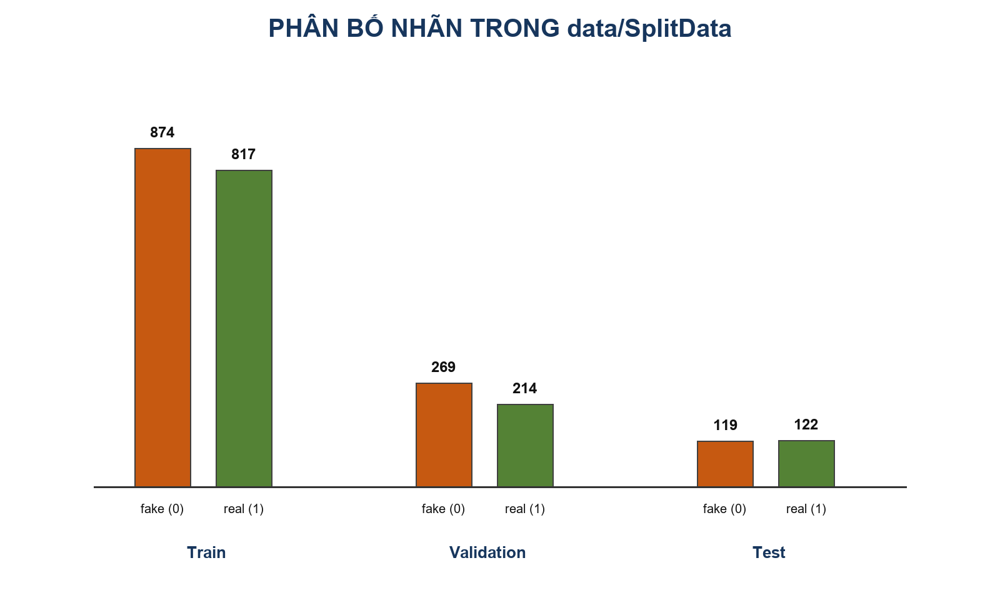 PHÂN BỐ NHÃN TRONG data/SplitData
874
817
269
214
119
122
fake (0) real (1) fake (0) real (1) fake (0) real (1)
Train Validation Test